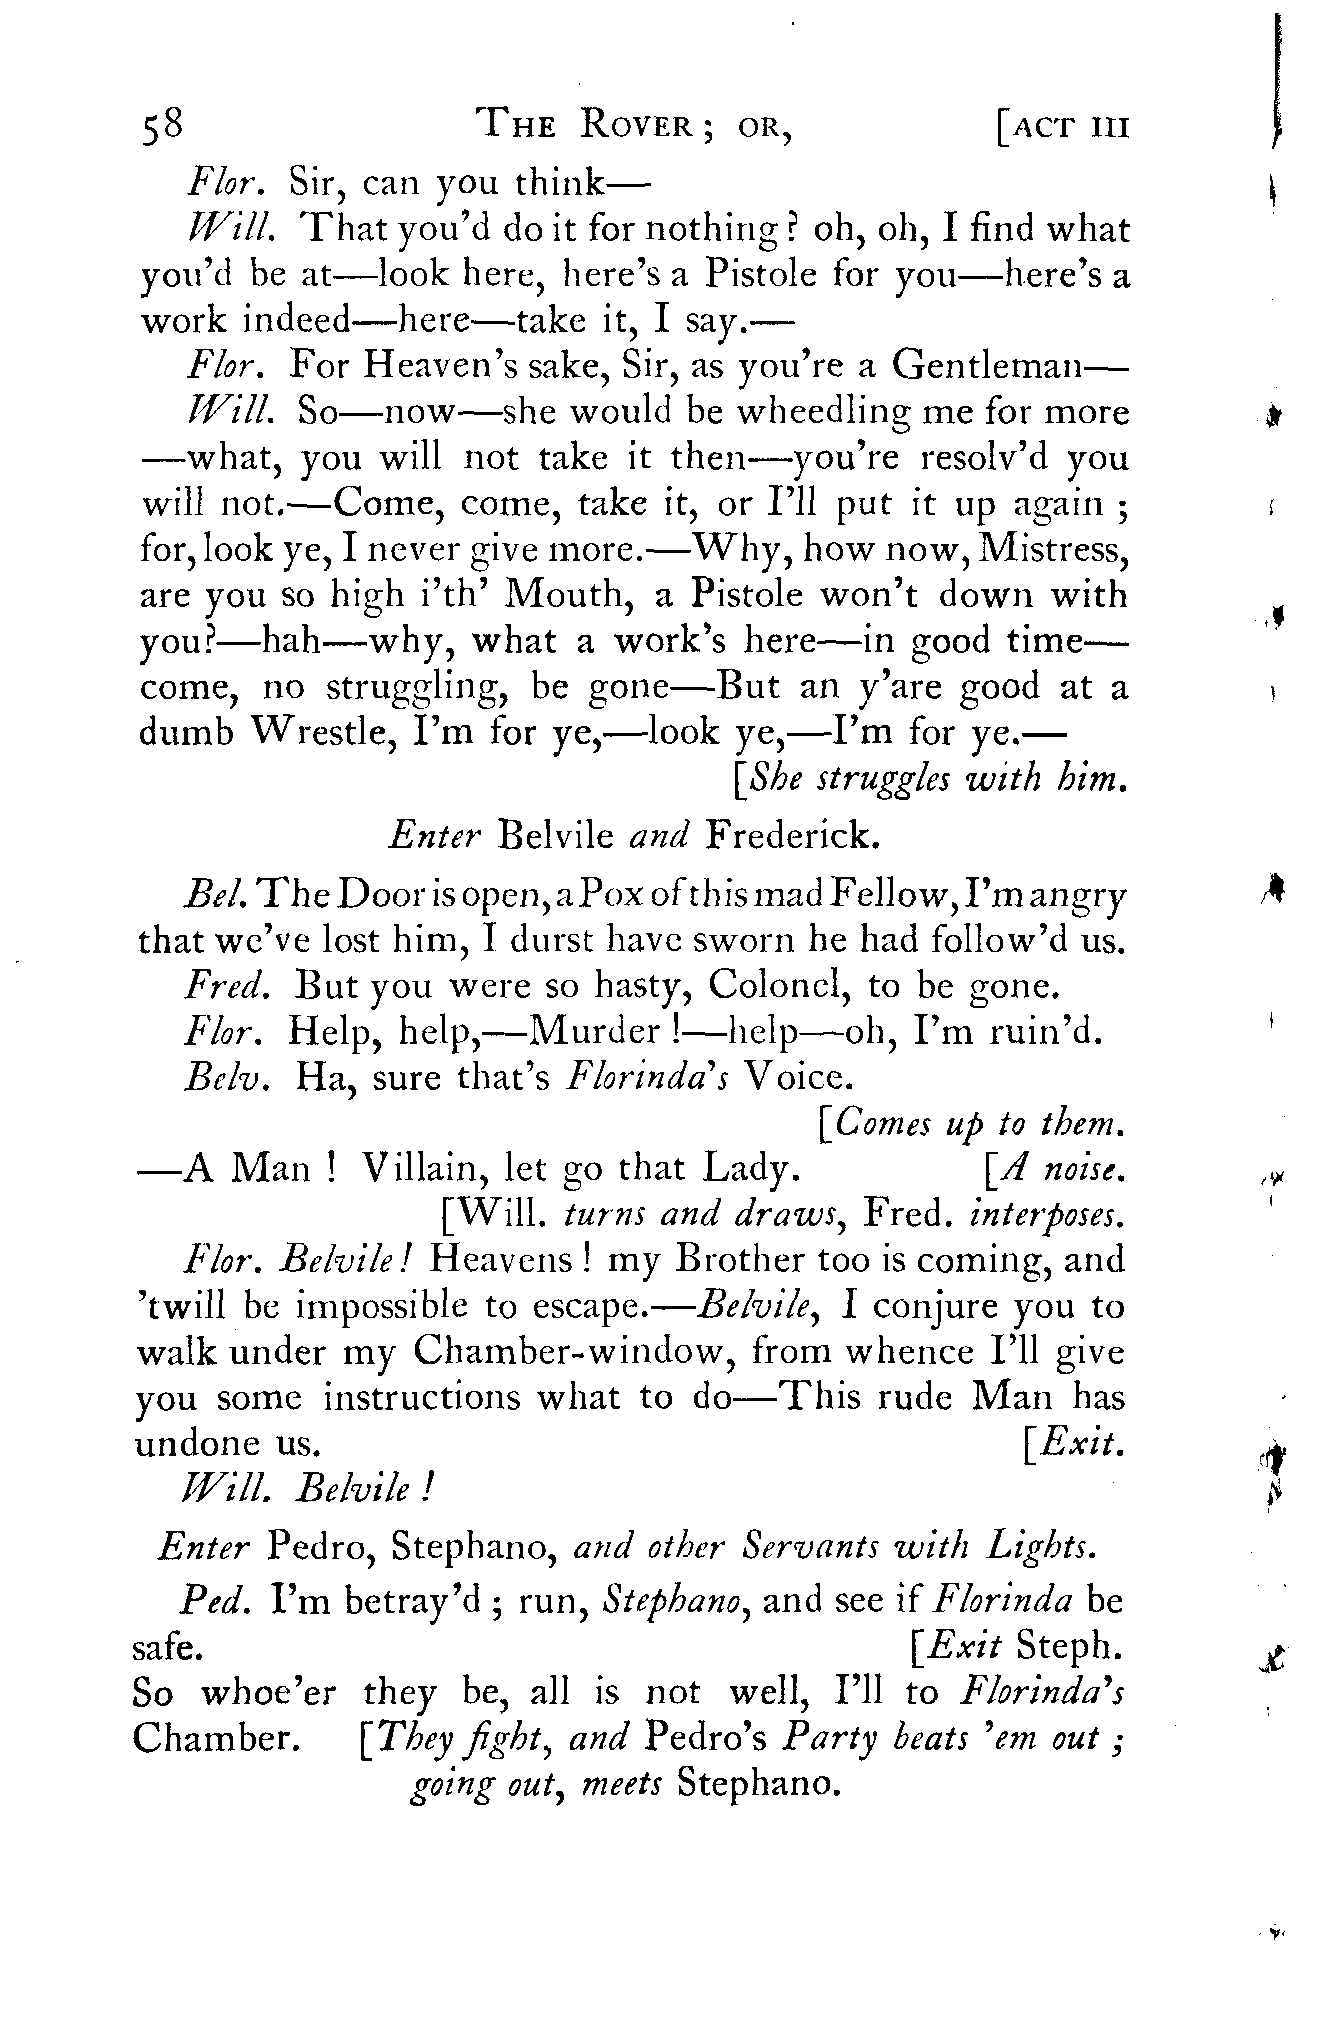 58 THE ROVER; OR, [ACT III
Flor. Sir, can you think—
Will. That you'd do it for nothing? oh, oh, I find what
you'd be at—look here, here's a Pistole for you—here's a
work indeed—here—take it, I say.—
Flor. For Heaven's sake, Sir, as you're a Gentleman—
Will. So—now—she would be wheedling me for more
—what, you will not take it then—you're resolv'd you
will not.—Come, come, take it, or I'll put it up again ;
for, look ye, I never give more.—Why, how now, Mistress,
are you so high i'th' Mouth, a Pistole won't down with
you?—hah—why, what a work's here—in good time—
come, no struggling, be gone—But an y'are good at a
dumb Wrestle, I'm for ye,—look ye,—I'm for ye.—
[She struggles with him.
Enter Belvile and Frederick.
Bel. The Door is open, a Pox of this mad Fellow, I'm angry
that we've lost him, I durst have sworn he had follow'd us.
Fred. But you were so hasty, Colonel, to be gone.
Flor. Help, help,—Murder !—help—oh, I'm ruin'd.
Belv. Ha, sure that's Florinda's Voice.
[Comes up to them.
—A Man ! Villain, let go that Lady. [A noise.
[Will. turns and draws, Fred. interposes.
Flor. Belvile! Heavens ! my Brother too is coming, and
'twill be impossible to escape.—Belvile, I conjure you to
walk under my Chamber-window, from whence I'll give
you some instructions what to do—This rude Man has
undone us. [Exit.
Will. Belvile !
Enter Pedro, Stephano, and other Servants with Lights.
Ped. I'm betray'd ; run, Stephano, and see if Florinda be
safe. [Exit Steph.
So whoe'er they be, all is not well, I'll to Florinda's
Chamber. [They fight, and Pedro's Party beats 'em out ;
going out, meets Stephano.